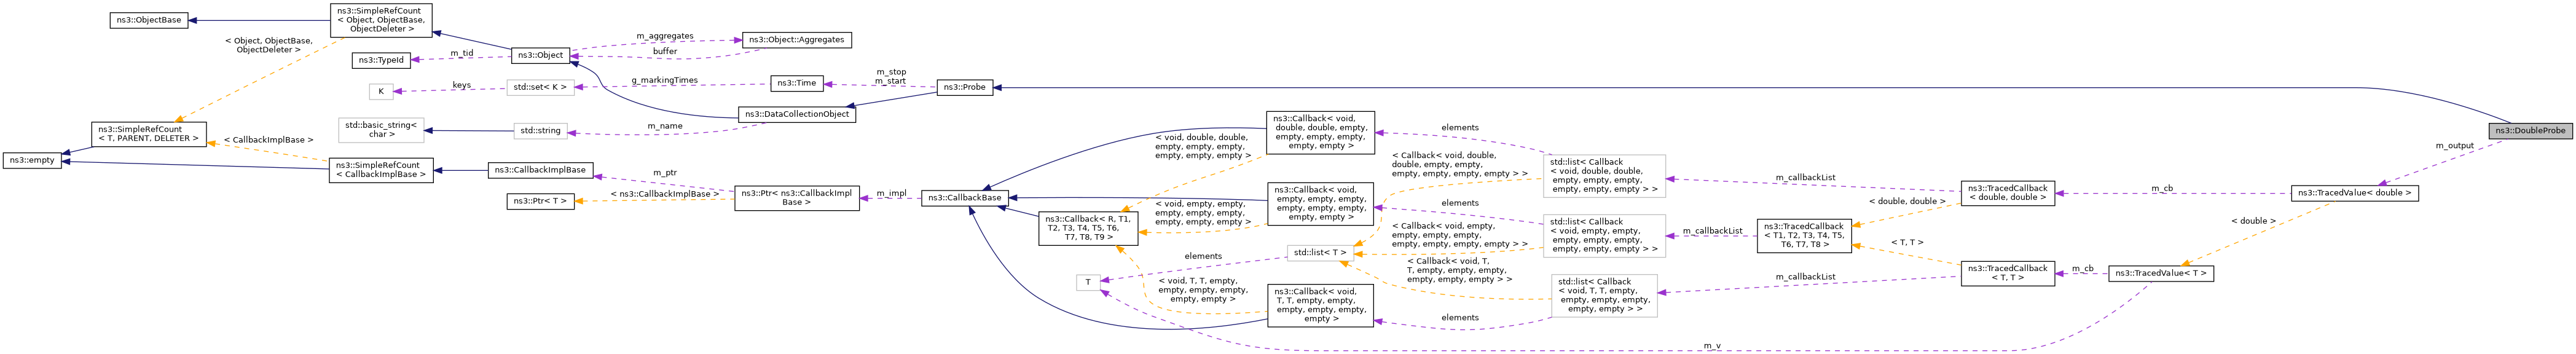 ns3::ObjectBase
ns3::SimpleRefCount
< Object, ObjectBase,
ObjectDeleter >
< Object, ObjectBase,
ObjectDeleter >
ns3::TypeId
m_tid
ns3::Object
m_aggregates
buffer
ns3::Object::Aggregates
K
keys
std::set< K >
g_markingTimes
ns3::Time
m_stop
m_start
ns3::Probe
ns3::DataCollectionObject
std::basic_string<
char >
std::string
m_name
ns3::SimpleRefCount
< T, PARENT, DELETER >
< CallbackImplBase >
ns3::empty
ns3::SimpleRefCount
< CallbackImplBase >
ns3::CallbackImplBase
m_ptr
ns3::Ptr< T >
< ns3::CallbackImplBase >
ns3::Ptr< ns3::CallbackImpl
Base >
m_impl
ns3::CallbackBase
< void, double, double,
empty, empty, empty,
empty, empty, empty >
ns3::Callback< void,
double, double, empty,
empty, empty, empty,
empty, empty >
elements
std::list< Callback
< void, double, double,
empty, empty, empty,
empty, empty, empty > >
< Callback< void, double,
double, empty, empty,
empty, empty, empty, empty > >
m_callbackList
ns3::TracedCallback
< double, double >
m_cb
ns3::TracedValue< double >
m_output
ns3::DoubleProbe
ns3::Callback< R, T1,
T2, T3, T4, T5, T6,
T7, T8, T9 >
< void, empty, empty,
empty, empty, empty,
empty, empty, empty >
ns3::Callback< void,
empty, empty, empty,
empty, empty, empty,
empty, empty >
elements
< Callback< void, empty,
empty, empty, empty,
empty, empty, empty, empty > >
std::list< Callback
< void, empty, empty,
empty, empty, empty,
empty, empty, empty > >
m_callbackList
ns3::TracedCallback
< T1, T2, T3, T4, T5,
T6, T7, T8 >
< double, double >
< T, T >
< double >
std::list< T >
elements
T
< void, T, T, empty,
empty, empty, empty,
empty, empty >
ns3::Callback< void,
T, T, empty, empty,
empty, empty, empty,
empty >
< Callback< void, T,
T, empty, empty, empty,
empty, empty, empty > >
elements
std::list< Callback
< void, T, T, empty,
empty, empty, empty,
empty, empty > >
m_callbackList
ns3::TracedCallback
< T, T >
m_cb
ns3::TracedValue< T >
m_v